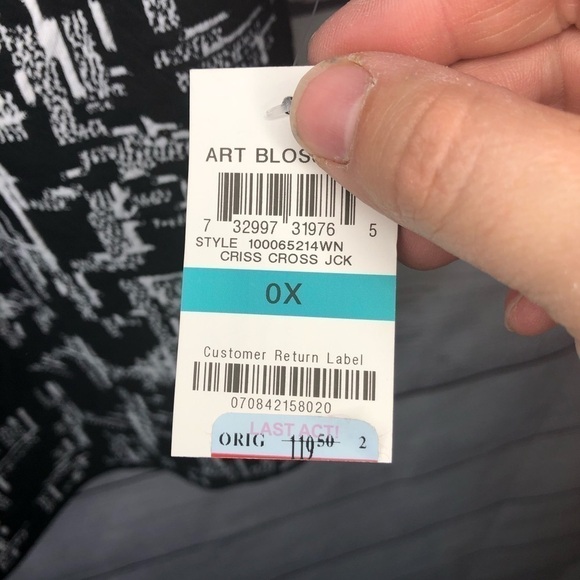 ART BLOS
7 32997 31976 5
STYLE 100065214WN
CRISS CROSS JCK
0X
Customer Return Label
070842158020
LAST ACT!
ORIG 119.50 2